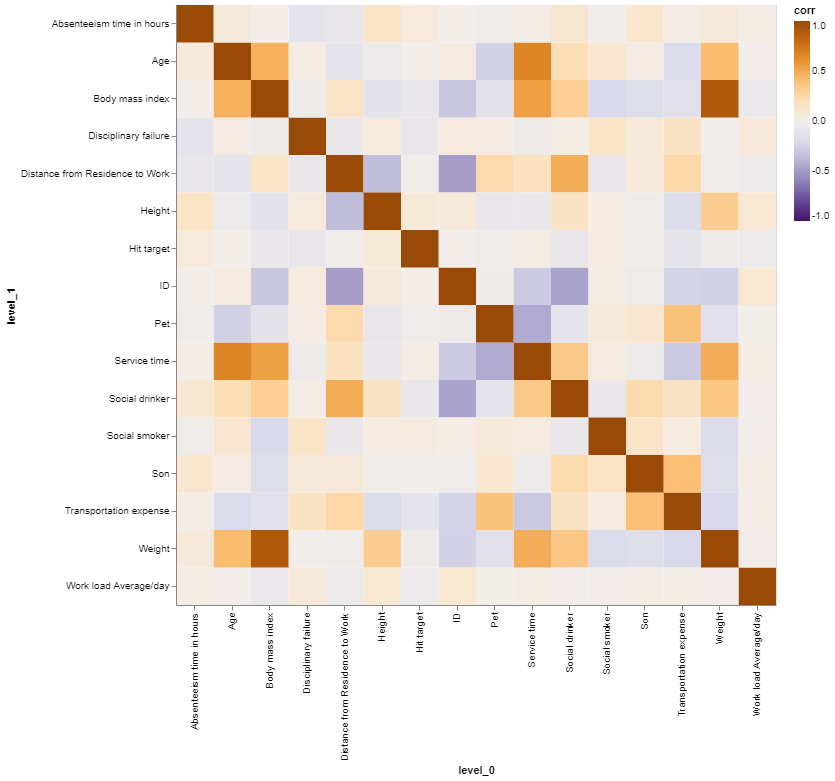 corr
1.0
0.5
0.0
-0.5
-1.0
level_1
Absenteeism time in hours
Age
Body mass index
Disciplinary failure
Distance from Residence to Work
Height
Hit target
ID
Pet
Service time
Social drinker
Social smoker
Son
Transportation expense
Weight
Work load Average/day
Absenteeism time in hours
Age
Body mass index
Disciplinary failure
Distance from Residence to Work
Height
Hit target
ID
Pet
Service time
Social drinker
Social smoker
Son
Transportation expense
Weight
Work load Average/day
level_0